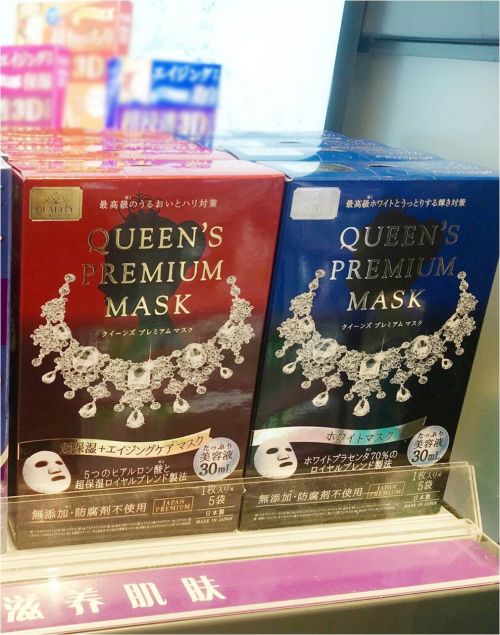 3D
エイジング
3D
QUALITY
最高級のうるおいとハリ対策
QUEEN'S
PREMIUM
MASK
クイーンズ プレミアム マスク
超保湿+エイジングケアマスク
たっぷり
美容液
30mL
5つのヒアルロン酸と
超保湿ロイヤルブレンド製法
1枚入り×
5袋
無添加・防腐剤不使用
JAPAN
PREMIUM
日本製
MADE IN JAPAN
最高級ホワイトとうっとりする輝き対策
QUEEN'S
PREMIUM
MASK
クイーンズ プレミアム マスク
ホワイトマスク
たっぷり
美容液
30mL
ホワイトプラセンタ70%の
ロイヤルブレンド製法
1枚入り×
5袋
無添加・防腐剤不使用
JAPAN
PREMIUM
日本製
MADE IN JAPAN
滋养肌肤